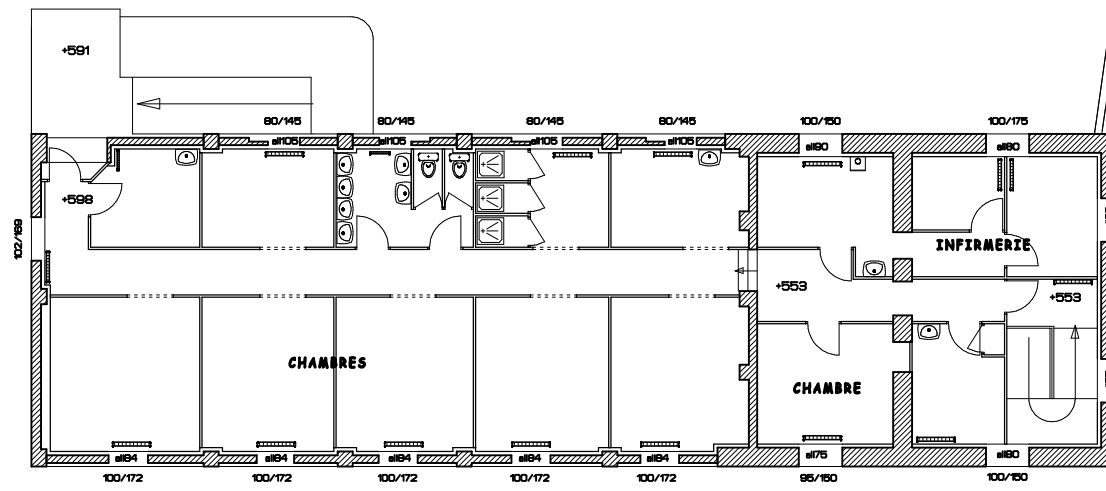 +591
80/145 80/145 80/145 80/145 100/150 100/175
all105 all105 all105 all105 all90 all80
+598
102/169
INFIRMERIE
+553
+553
CHAMBRES
CHAMBRE
all84 all84 all84 all84 all84 all75 all80
100/172 100/172 100/172 100/172 100/172 95/150 100/150